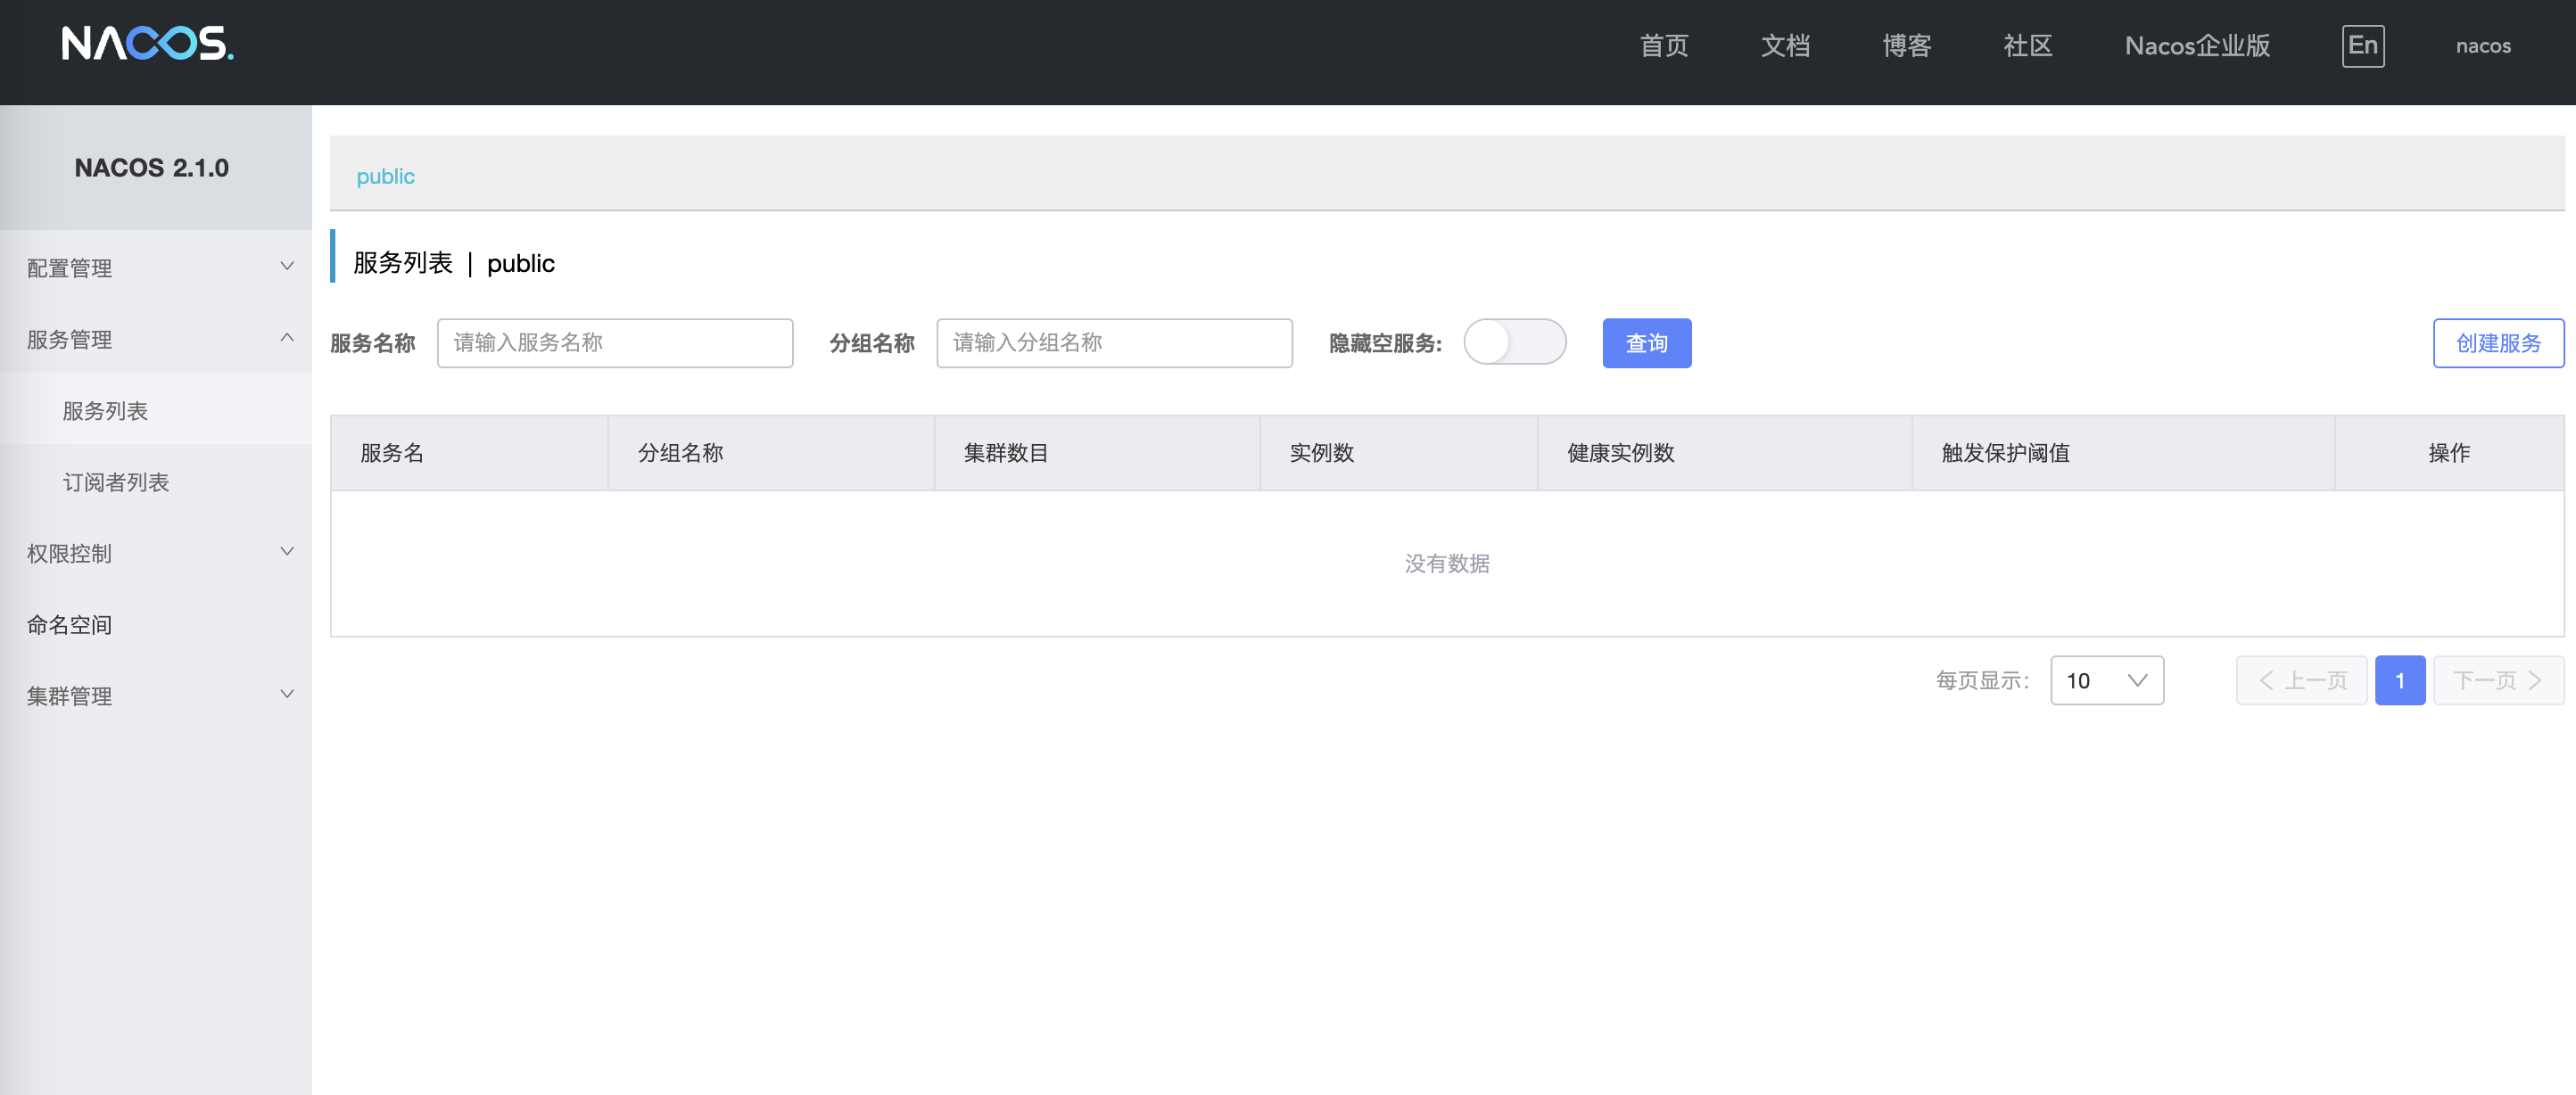 NACOS.
首页 文档 博客 社区 Nacos企业版 En nacos
NACOS 2.1.0
配置管理
服务管理
服务列表
订阅者列表
权限控制
命名空间
集群管理
public
服务列表 | public
服务名称 请输入服务名称 分组名称 请输入分组名称 隐藏空服务: 查询 创建服务
服务名 分组名称 集群数目 实例数 健康实例数 触发保护阈值 操作
没有数据
每页显示: 10 上一页 1 下一页